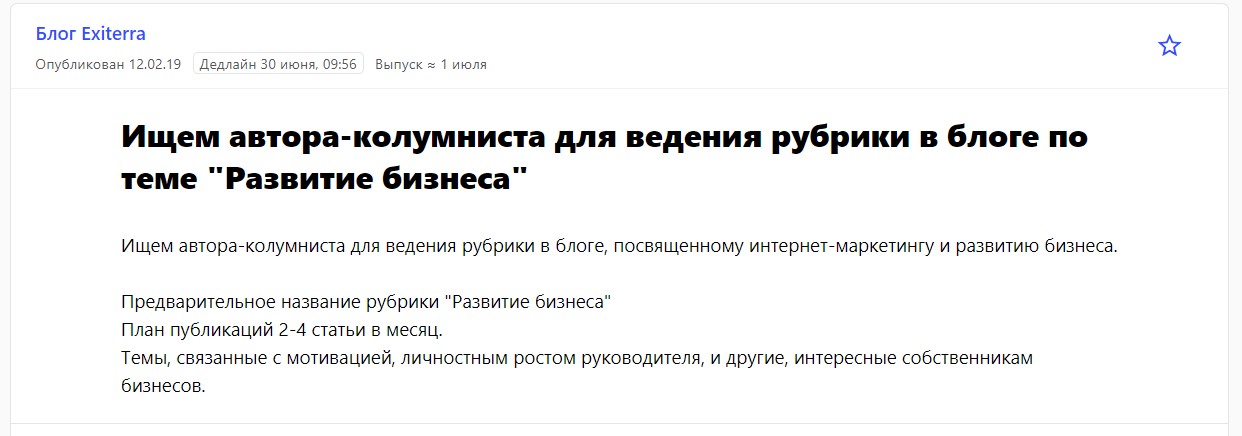 Блог Exiterra
Опубликован 12.02.19 Дедлайн 30 июня, 09:56 Выпуск ≈ 1 июля
Ищем автора-колумниста для ведения рубрики в блоге по
теме "Развитие бизнеса"
Ищем автора-колумниста для ведения рубрики в блоге, посвященному интернет-маркетингу и развитию бизнеса.
Предварительное название рубрики "Развитие бизнеса"
План публикаций 2-4 статьи в месяц.
Темы, связанные с мотивацией, личностным ростом руководителя, и другие, интересные собственникам
бизнесов.